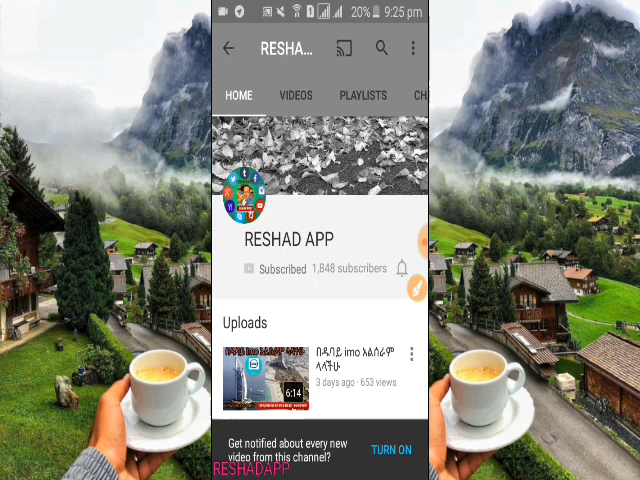 20% 9:25 pm
RESHA...
HOME VIDEOS PLAYLISTS CH
RESHAD APP
Subscribed 1,848 subscribers
Uploads
በዱባይ imo አልሰራም
ላላችሁ
3 days ago · 653 views
6:14
SUBSCRIBE NOW
Get notified about every new
video from this channel?
TURN ON
RESHADAPP